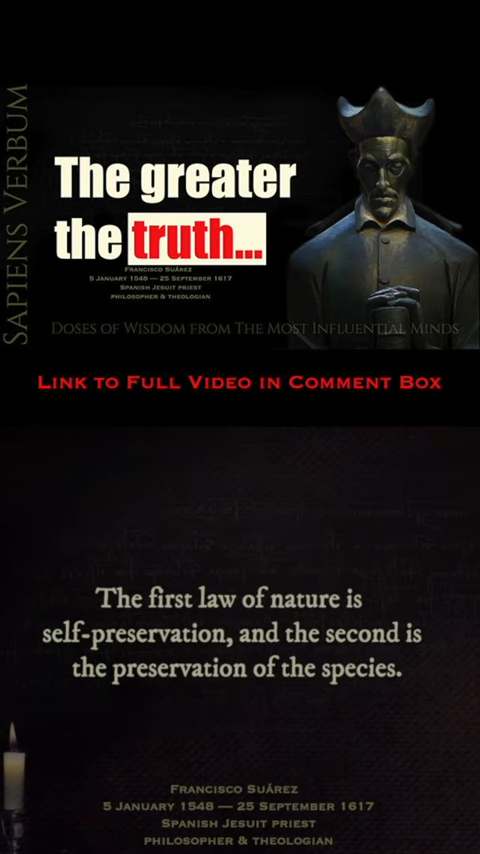 SAPIENS VERBUM
The greater
the truth...
FRANCISCO SUÁREZ
5 JANUARY 1548 — 25 SEPTEMBER 1617
SPANISH JESUIT PRIEST
PHILOSOPHER & THEOLOGIAN
DOSES OF WISDOM FROM THE MOST INFLUENTIAL MINDS
LINK TO FULL VIDEO IN COMMENT BOX
The first law of nature is
self-preservation, and the second is
the preservation of the species.
FRANCISCO SUÁREZ
5 JANUARY 1548 — 25 SEPTEMBER 1617
SPANISH JESUIT PRIEST
PHILOSOPHER & THEOLOGIAN